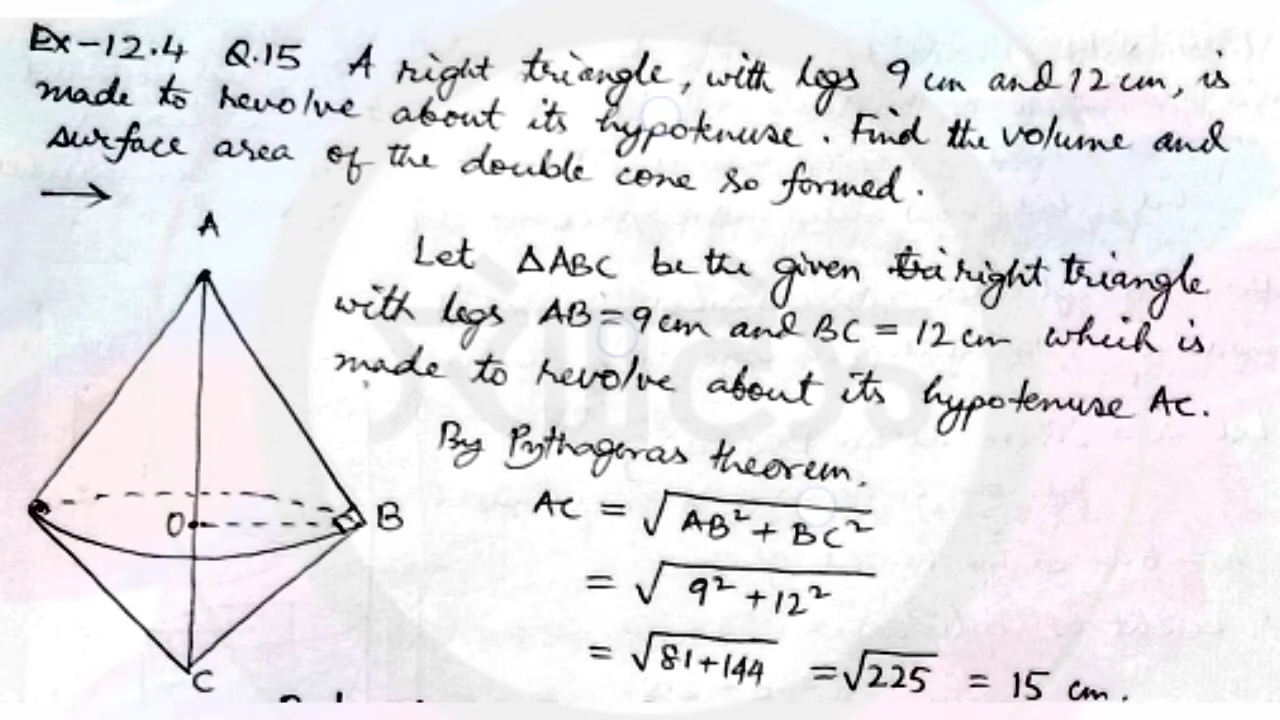 Ex-12.4 Q.15 A right triangle, with legs 9 cm and 12 cm, is
made to revolve about its hypotenuse. Find the volume and
surface area of the double cone so formed.
→
A
Let ΔABC be the given right triangle
with legs AB = 9 cm and BC = 12 cm which is
made to revolve about its hypotenuse AC.
By Pythagoras theorem,
AC = √(AB² + BC²)
O
B
= √(9² + 12²)
= √(81+144) = √225 = 15 cm.
C